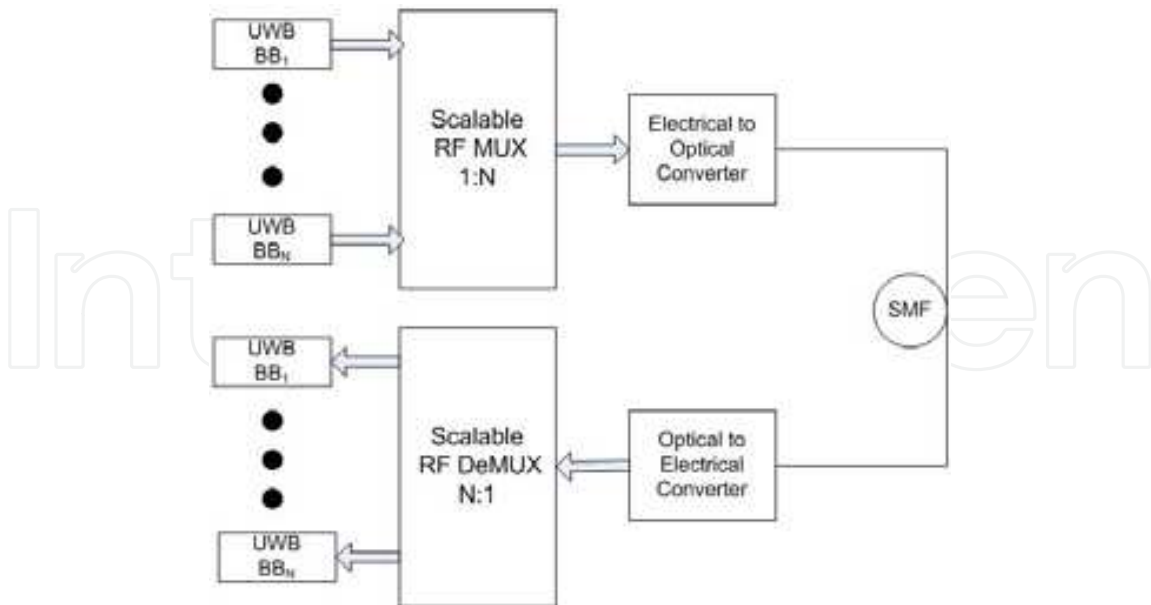 UWB
BB₁
UWB
BBN
Scalable
RF MUX
1:N
Electrical to
Optical
Converter
SMF
UWB
BB₁
UWB
BBN
Scalable
RF DeMUX
N:1
Optical to
Electrical
Converter
Inten